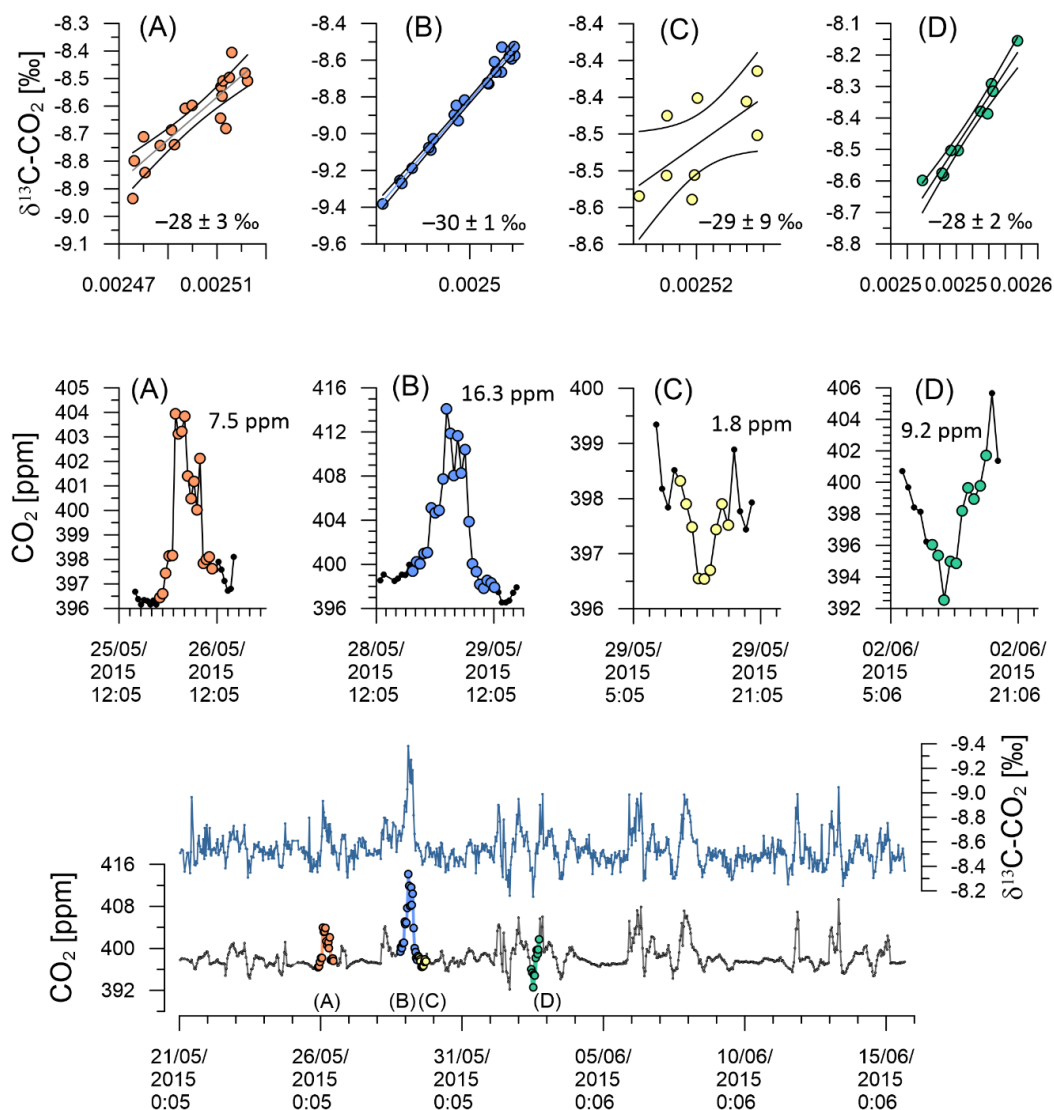 (A) (B) (C) (D)
δ¹³C-CO₂ [‰]
-8.3 -8.4 -8.5 -8.6 -8.7 -8.8 -8.9 -9.0 -9.1
−28 ± 3 ‰
0.00247 0.00251
-8.5 -8.8 -9.0 -9.3 -9.4 -9.6
−30 ± 1 ‰
0.0025
-8.4 -8.4 -8.5 -8.6 -8.6
−29 ± 9 ‰
0.00252
-8.1 -8.2 -8.3 -8.4 -8.5 -8.6 -8.7 -8.8
−28 ± 2 ‰
0.0025 0.0025 0.0026
(A) (B) (C) (D)
CO₂ [ppm]
405 404 403 402 401 400 399 398 397 396
7.5 ppm
25/05/ 26/05/
2015 2015
12:05 12:05
416 412 408 404 400 396
16.3 ppm
28/05/ 29/05/
2015 2015
12:05 12:05
400 399 398 397 396
1.8 ppm
29/05/ 29/05/
2015 2015
5:05 21:05
406 404 402 400 398 396 394 392
9.2 ppm
02/06/ 02/06/
2015 2015
5:06 21:06
-9.4
-9.2
-9.0
-8.8
-8.6
-8.4
-8.2
δ¹³C-CO₂ [‰]
CO₂ [ppm]
416
408
400
392
(A) (B) (C) (D)
21/05/ 26/05/ 31/05/ 05/06/ 10/06/ 15/06/
2015 2015 2015 2015 2015 2015
0:05 0:05 0:05 0:06 0:06 0:06